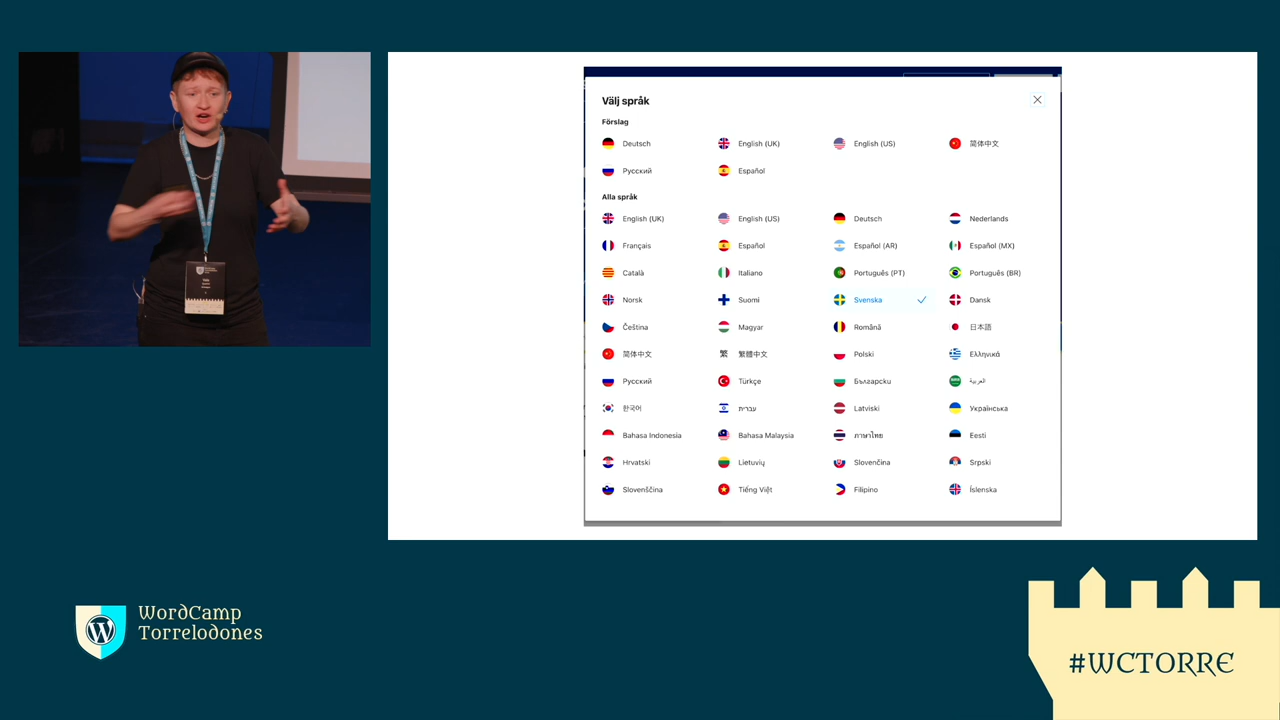 Välj språk
Förslag
Deutsch English (UK) English (US) 简体中文
Русский Español
Alla språk
English (UK) English (US) Deutsch Nederlands
Français Español Español (AR) Español (MX)
Català Italiano Português (PT) Português (BR)
Norsk Suomi Svenska Dansk
Čeština Magyar Română 日本語
简体中文 繁 繁體中文 Polski Ελληνικά
Русский Türkçe Български العربية
한국어 עברית Latviski Українська
Bahasa Indonesia Bahasa Malaysia ภาษาไทย Eesti
Hrvatski Lietuvių Slovenčina Srpski
Slovenščina Tiếng Việt Filipino Íslenska
WordCamp
Torrelodones
#WCTORRE